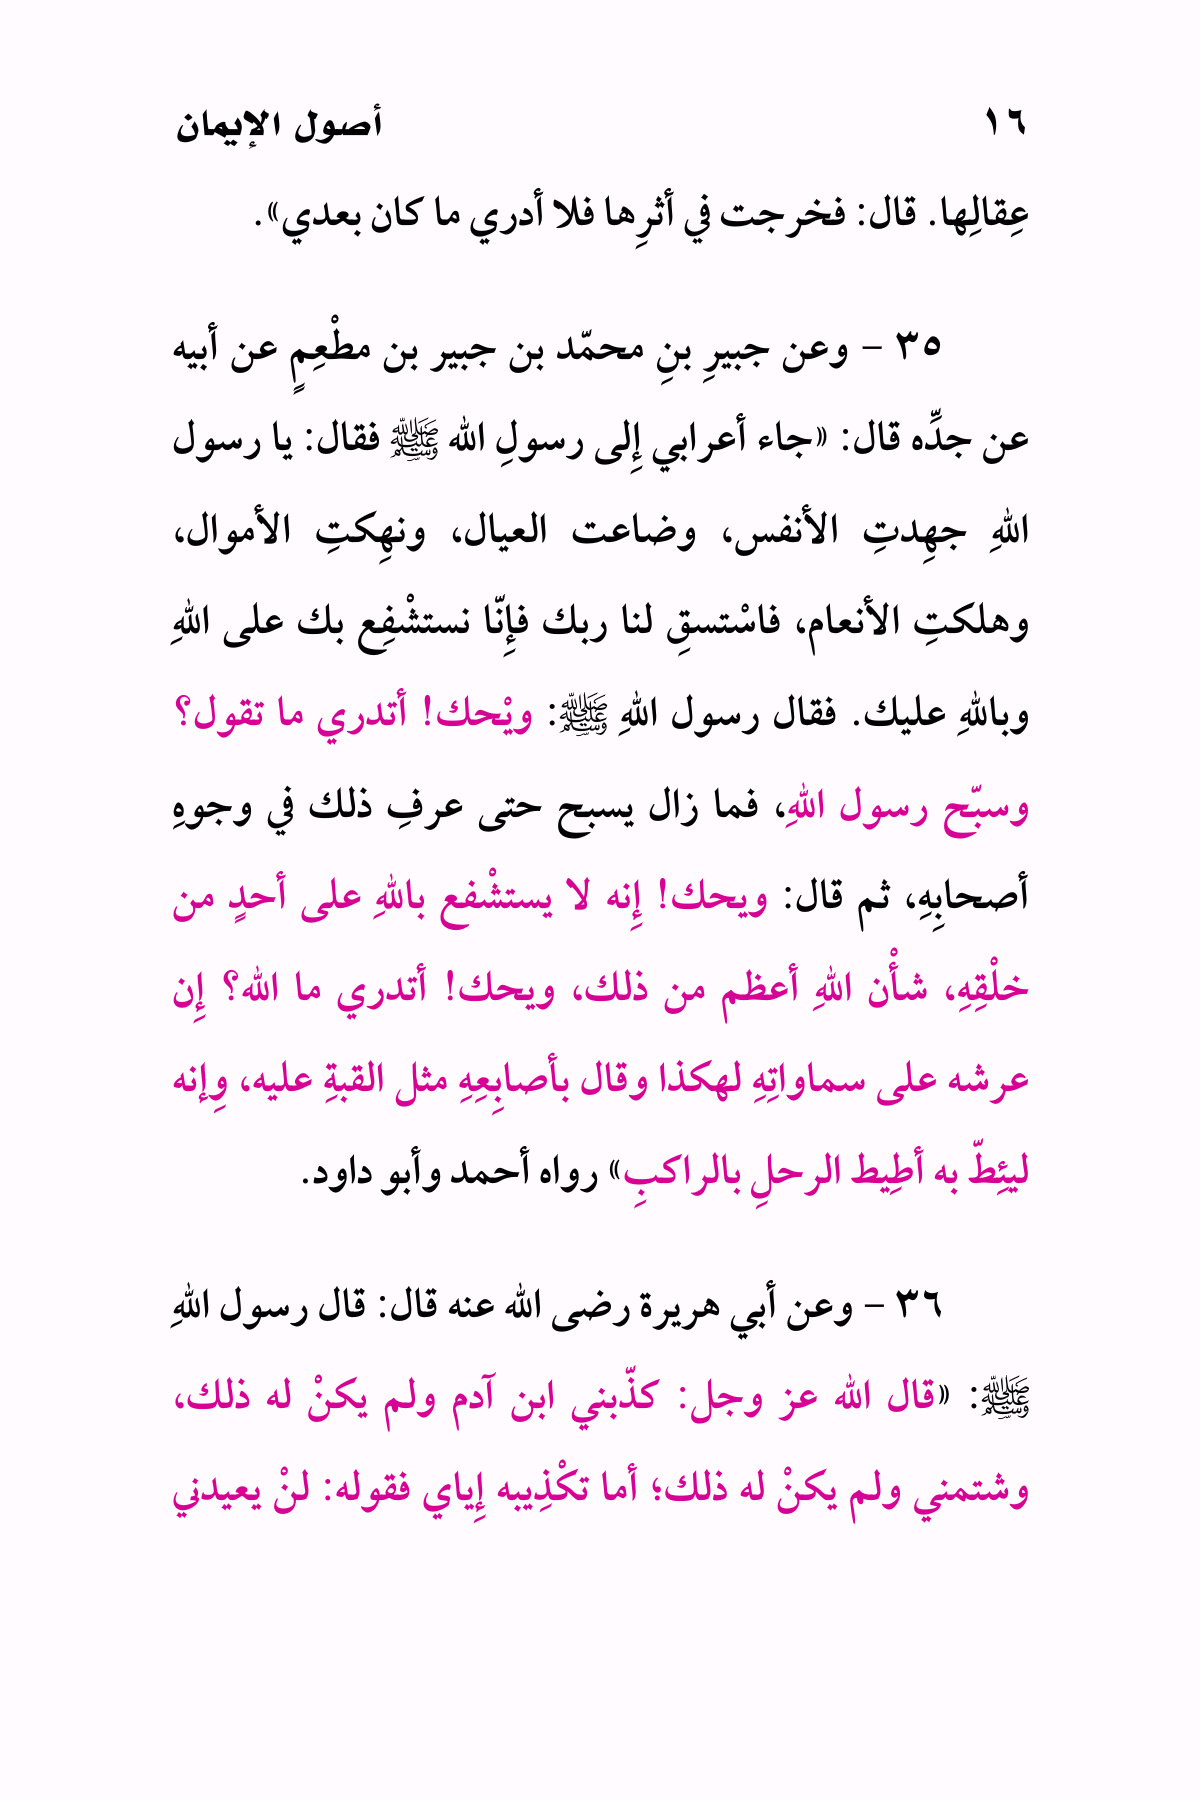 ١٦ أصول الإيمان
عِقالِها. قال: فخرجت في أثرِها فلا أدري ما كان بعدي».
٣٥ – وعن جبيرِ بنِ محمّد بن جبير بن مطْعِمٍ عن أبيه
عن جدِّه قال: «جاء أعرابي إِلى رسولِ الله ﷺ فقال: يا رسول
اللهِ جهِدتِ الأنفس، وضاعت العيال، ونهِكتِ الأموال،
وهلكتِ الأنعام، فاسْتسقِ لنا ربك فإِنّا نستشْفِع بك على اللهِ
وباللهِ عليك. فقال رسول اللهِ ﷺ: ويْحك! أتدري ما تقول؟
وسبّح رسول اللهِ، فما زال يسبح حتى عرفِ ذلك في وجوهِ
أصحابِهِ، ثم قال: ويحك! إِنه لا يستشْفع باللهِ على أحدٍ من
خلْقِهِ، شأْن اللهِ أعظم من ذلك، ويحك! أتدري ما الله؟ إِن
عرشه على سماواتِهِ لهكذا وقال بأصابِعِهِ مثل القبةِ عليه، وِإنه
ليئِطّ به أطِيط الرحلِ بالراكبِ» رواه أحمد وأبو داود.
٣٦ – وعن أبي هريرة رضى الله عنه قال: قال رسول اللهِ
ﷺ: «قال الله عز وجل: كذّبني ابن آدم ولم يكنْ له ذلك،
وشتمني ولم يكنْ له ذلك؛ أما تكْذِيبه إِياي فقوله: لنْ يعيدني